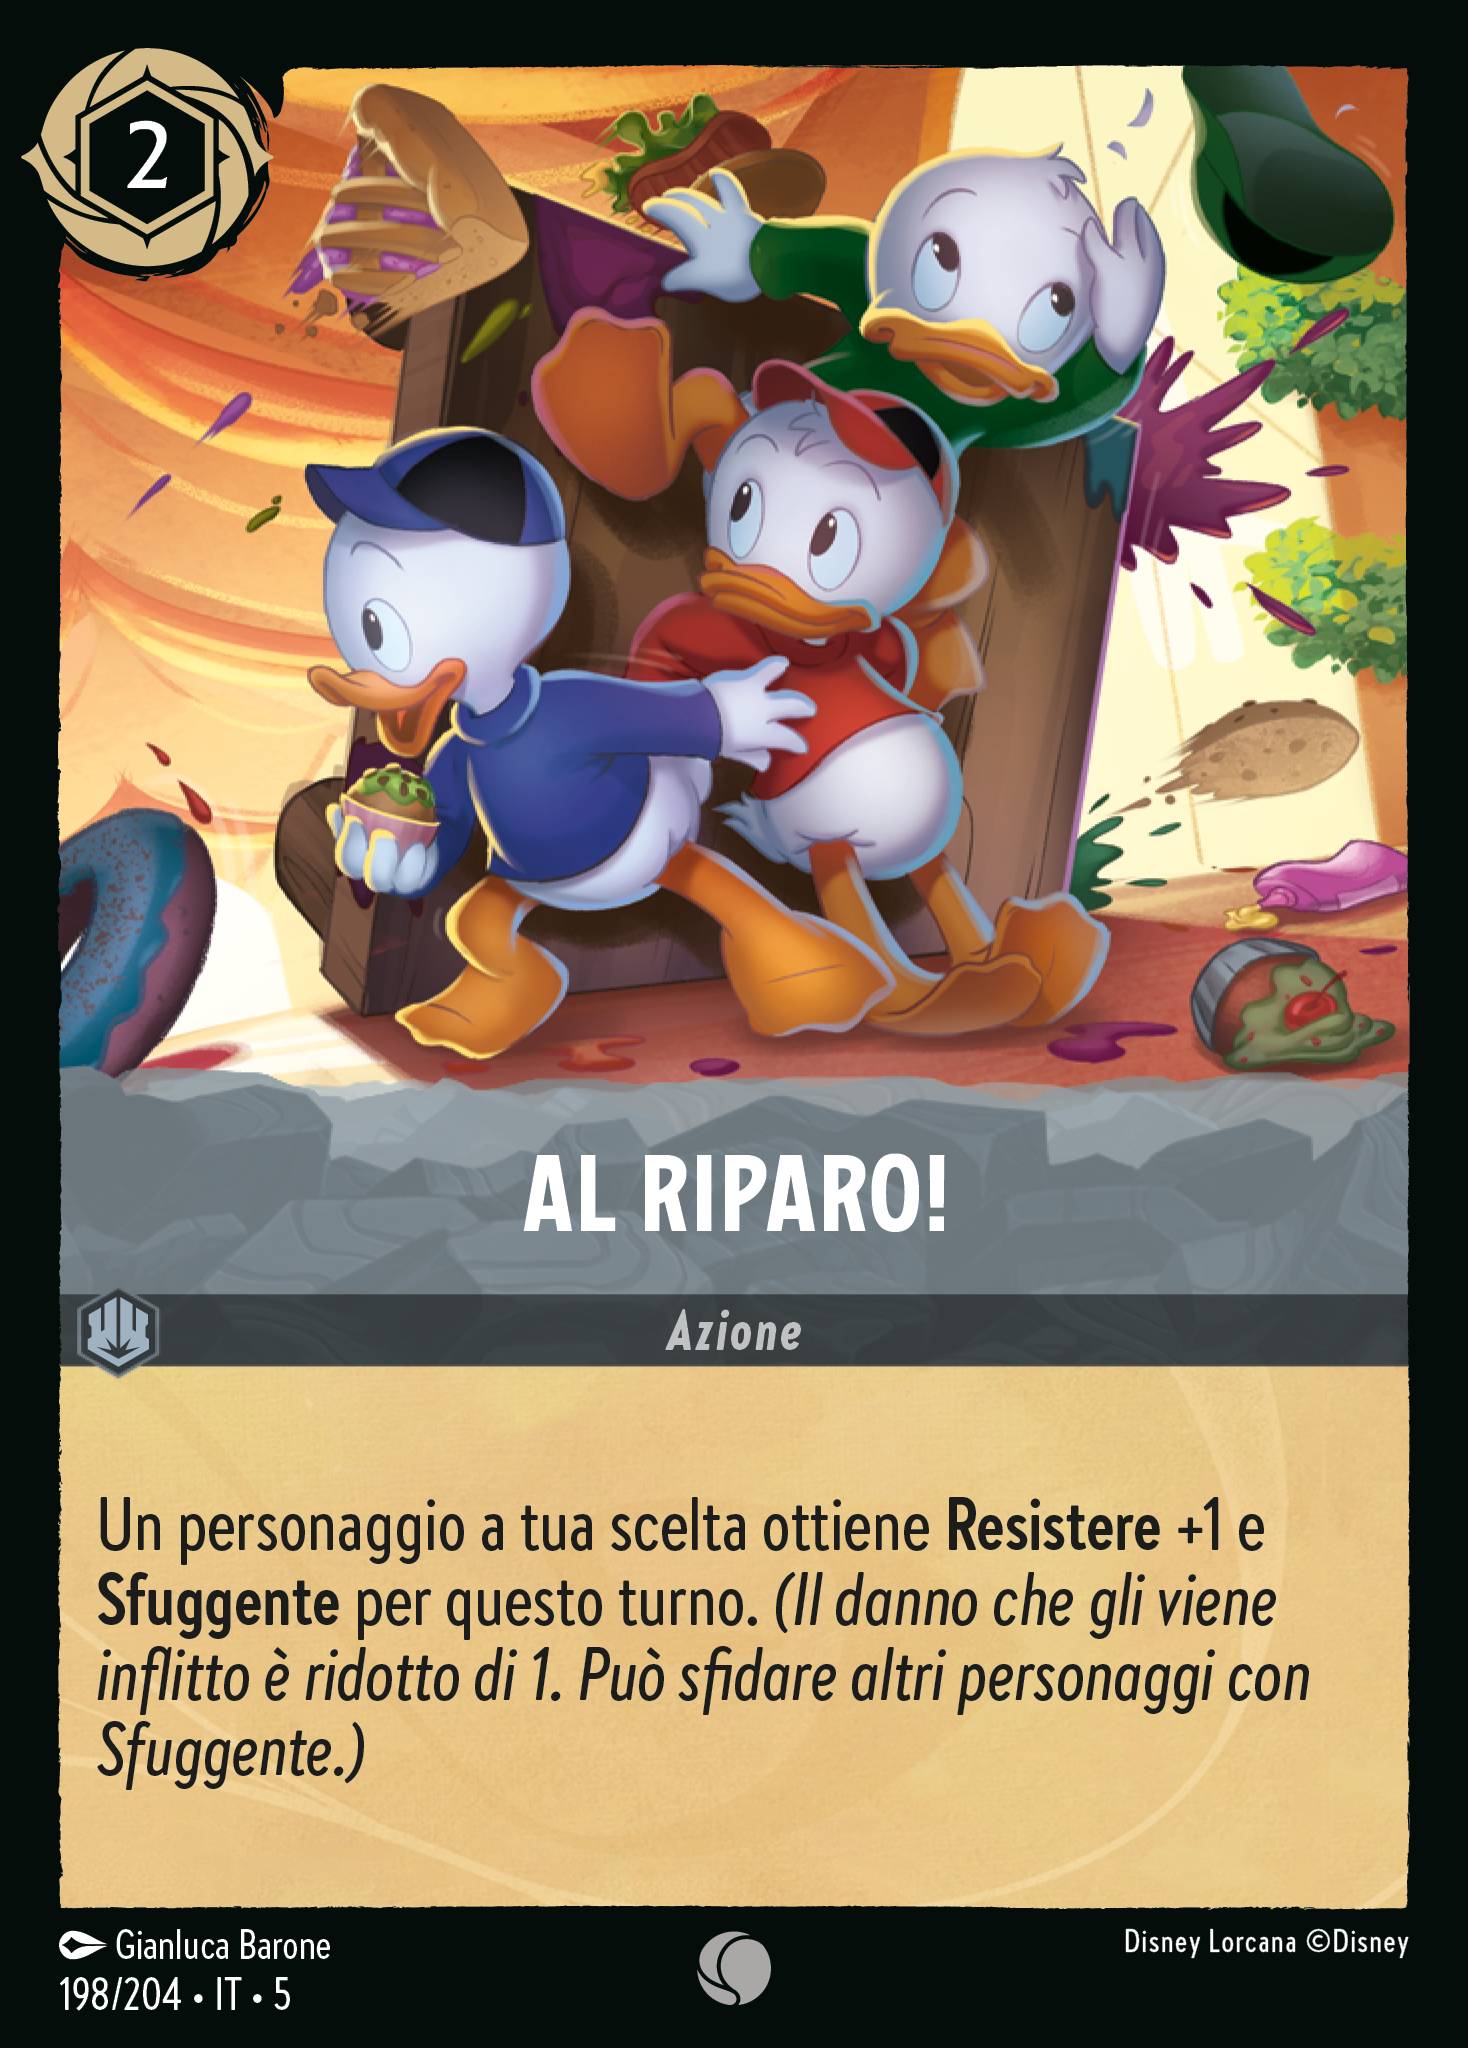 2
AL RIPARO!
Azione
Un personaggio a tua scelta ottiene Resistere +1 e
Sfuggente per questo turno. (Il danno che gli viene
inflitto è ridotto di 1. Può sfidare altri personaggi con
Sfuggente.)
Gianluca Barone
Disney Lorcana ©Disney
198/204 • IT • 5